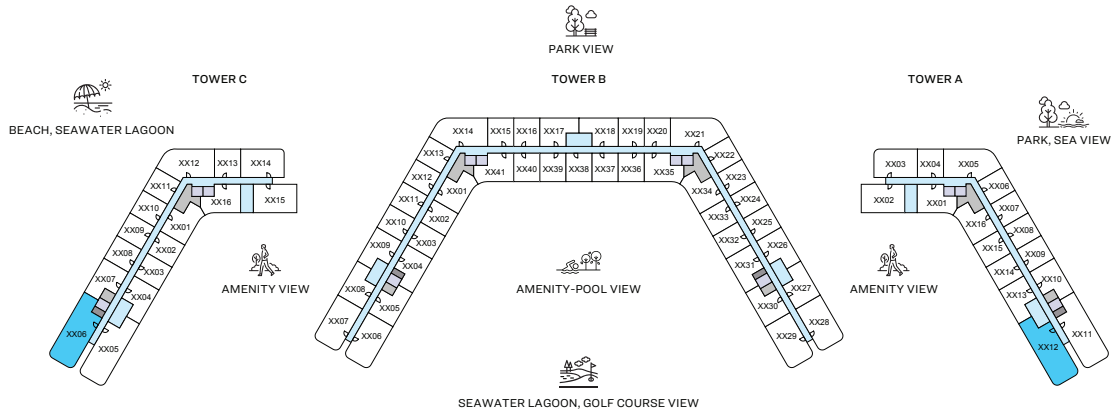 PARK VIEW
TOWER C
TOWER B
TOWER A
BEACH, SEAWATER LAGOON
PARK, SEA VIEW
XX12 XX13 XX14
XX11
XX10
XX09
XX08
XX07
XX06
XX05
XX04
XX03
XX02
XX01
XX16
XX15
XX14 XX15 XX16 XX17 XX18 XX19 XX20 XX21
XX13
XX12
XX11
XX10
XX09
XX08
XX07
XX06
XX05
XX04
XX03
XX02
XX01
XX41 XX40 XX39 XX38 XX37 XX36 XX35
XX22
XX23
XX24
XX25
XX26
XX27
XX28
XX29
XX30
XX31
XX32
XX33
XX34
XX03 XX04 XX05
XX02 XX01
XX06
XX07
XX08
XX09
XX10
XX11
XX12
XX13
XX14
XX15
XX16
AMENITY VIEW
AMENITY-POOL VIEW
AMENITY VIEW
SEAWATER LAGOON, GOLF COURSE VIEW